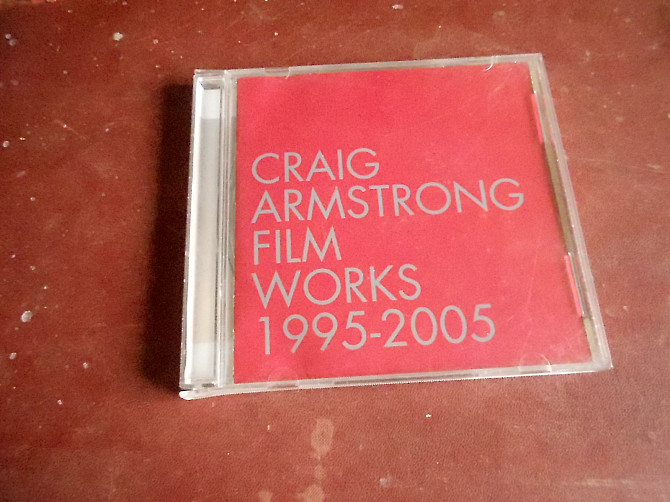 CRAIG
ARMSTRONG
FILM
WORKS
1995-2005